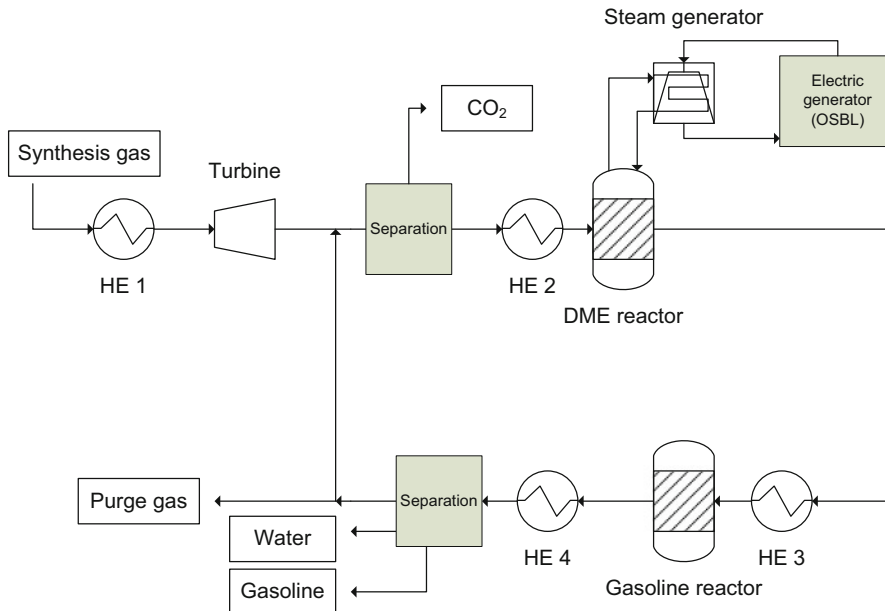 Steam generator
CO₂
Electric
generator
(OSBL)
Synthesis gas
Turbine
Separation
HE 1
HE 2
DME reactor
Purge gas
Separation
Water
HE 4
HE 3
Gasoline
Gasoline reactor